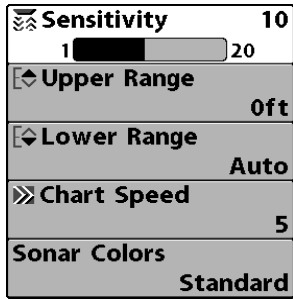 Sensitivity 10
1 20
Upper Range
0ft
Lower Range
Auto
Chart Speed
5
Sonar Colors
Standard